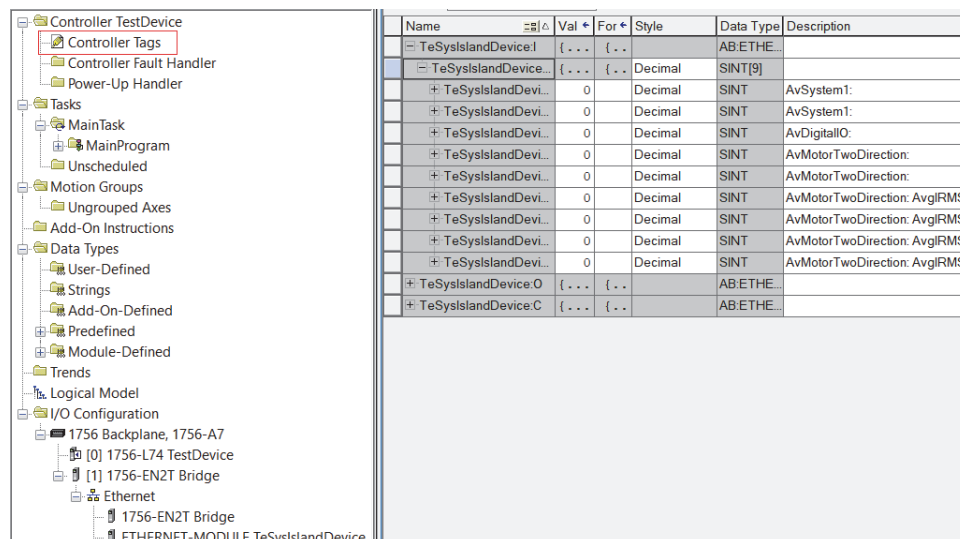 Controller TestDevice
Controller Tags
Controller Fault Handler
Power-Up Handler
Tasks
MainTask
MainProgram
Unscheduled
Motion Groups
Ungrouped Axes
Add-On Instructions
Data Types
User-Defined
Strings
Add-On-Defined
Predefined
Module-Defined
Trends
Logical Model
I/O Configuration
1756 Backplane, 1756-A7
[0] 1756-L74 TestDevice
[1] 1756-EN2T Bridge
Ethernet
1756-EN2T Bridge
ETHERNET-MODULE TeSysIslandDevice
Name Val For Style Data Type Description
TeSysIslandDevice:I {... {.. AB:ETHE...
TeSysIslandDevice... {... {.. Decimal SINT[9]
TeSysIslandDevi... 0 Decimal SINT AvSystem1:
TeSysIslandDevi... 0 Decimal SINT AvSystem1:
TeSysIslandDevi... 0 Decimal SINT AvDigitalIO:
TeSysIslandDevi... 0 Decimal SINT AvMotorTwoDirection:
TeSysIslandDevi... 0 Decimal SINT AvMotorTwoDirection:
TeSysIslandDevi... 0 Decimal SINT AvMotorTwoDirection: AvgIRMS
TeSysIslandDevi... 0 Decimal SINT AvMotorTwoDirection: AvgIRMS
TeSysIslandDevi... 0 Decimal SINT AvMotorTwoDirection: AvgIRMS
TeSysIslandDevi... 0 Decimal SINT AvMotorTwoDirection: AvgIRMS
TeSysIslandDevice:O {... {.. AB:ETHE...
TeSysIslandDevice:C {... {.. AB:ETHE...